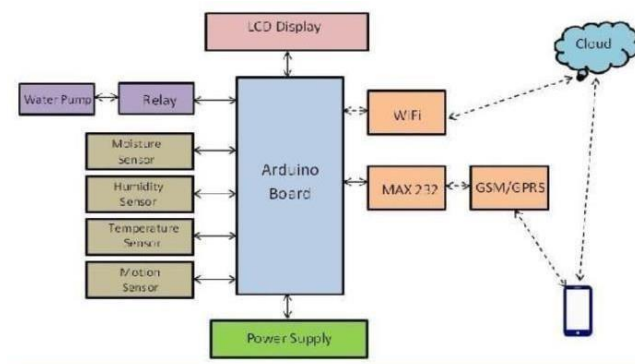 LCD Display
Cloud
Water Pump
Relay
WIFi
Moisture
Sensor
Humidity
Sensor
Temperature
Sensor
Motion
Sensor
Arduino
Board
MAX 232
GSM/GPRS
Power Supply